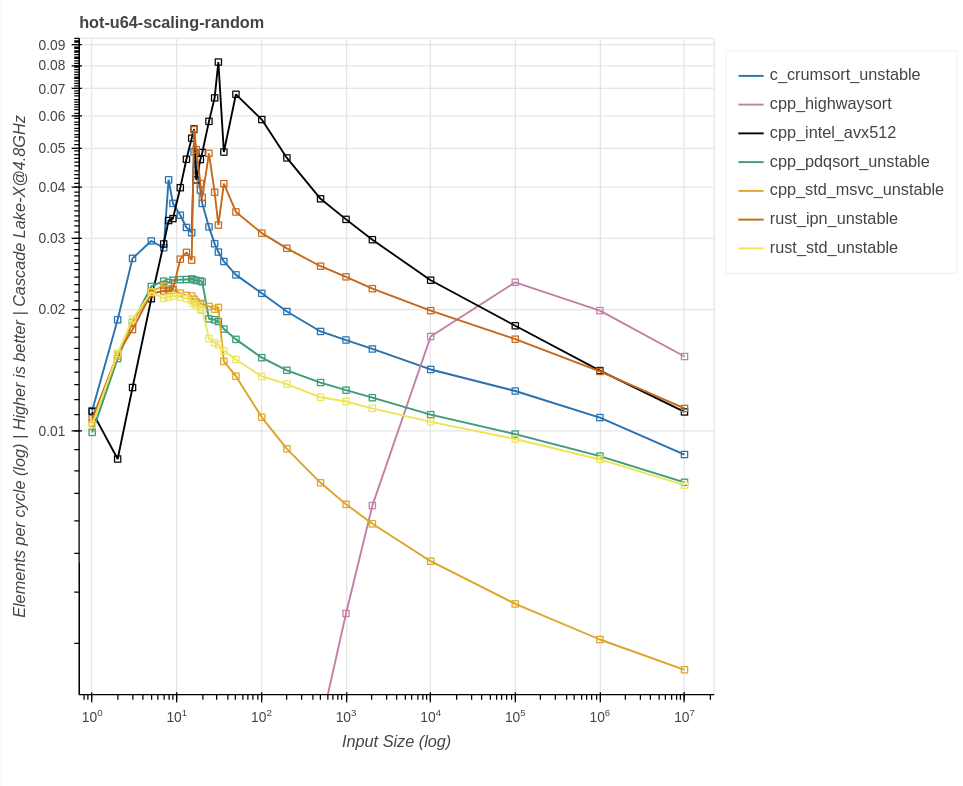 hot-u64-scaling-random
Elements per cycle (log) | Higher is better | Cascade Lake-X@4.8GHz
0.09
0.08
0.07
0.06
0.05
0.04
0.03
0.02
0.01
10⁰ 10¹ 10² 10³ 10⁴ 10⁵ 10⁶ 10⁷
Input Size (log)
c_crumsort_unstable
cpp_highwaysort
cpp_intel_avx512
cpp_pdqsort_unstable
cpp_std_msvc_unstable
rust_ipn_unstable
rust_std_unstable